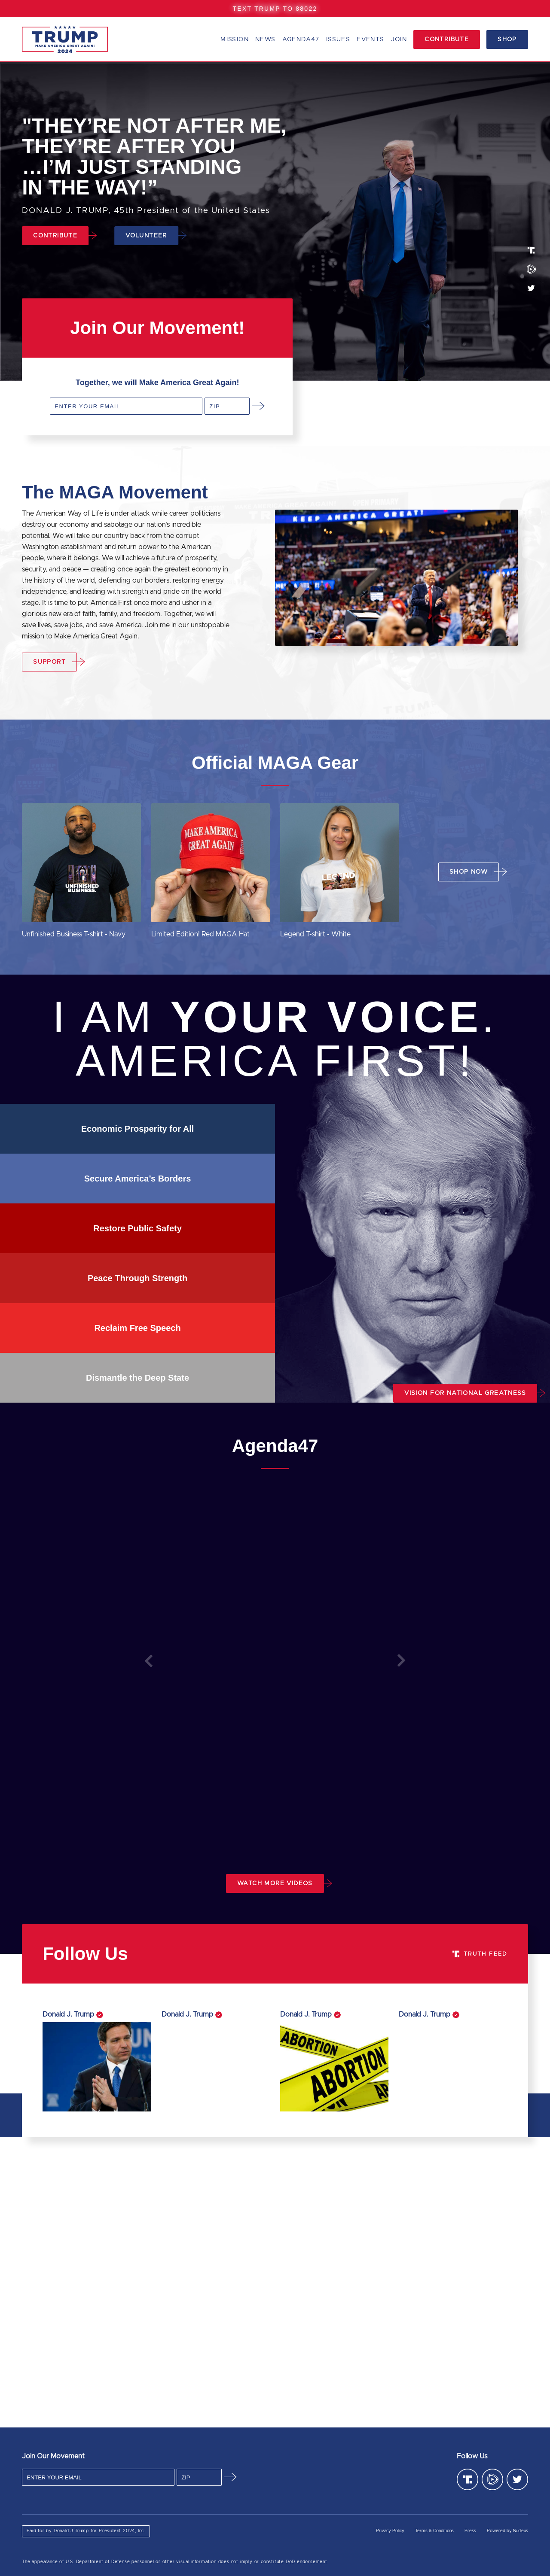 TEXT TRUMP TO 88022
TRUMP
MAKE AMERICA GREAT AGAIN!
2024
MISSION NEWS AGENDA47 ISSUES EVENTS JOIN CONTRIBUTE SHOP
"THEY’RE NOT AFTER ME,
THEY’RE AFTER YOU
…I’M JUST STANDING
IN THE WAY!”
DONALD J. TRUMP, 45th President of the United States
CONTRIBUTE VOLUNTEER
Join Our Movement!
Together, we will Make America Great Again!
ENTER YOUR EMAIL ZIP
The MAGA Movement
The American Way of Life is under attack while career politicians
destroy our economy and sabotage our nation's incredible
potential. We will take our country back from the corrupt
Washington establishment and return power to the American
people, where it belongs. We will achieve a future of prosperity,
security, and peace — creating once again the greatest economy in
the history of the world, defending our borders, restoring energy
independence, and leading with strength and pride on the world
stage. It is time to put America First once more and usher in a
glorious new era of faith, family, and freedom. Together, we will
save lives, save jobs, and save America. Join me in our unstoppable
mission to Make America Great Again.
KEEP AMERICA GREAT!
SUPPORT
TRUMP
Official MAGA Gear
UNFINISHED
BUSINESS.
MAKE AMERICA
GREAT AGAIN
SHOP NOW
Unfinished Business T-shirt - Navy
Limited Edition! Red MAGA Hat
Legend T-shirt - White
I AM YOUR VOICE.
AMERICA FIRST!
Economic Prosperity for All
Secure America’s Borders
Restore Public Safety
Peace Through Strength
Reclaim Free Speech
Dismantle the Deep State
VISION FOR NATIONAL GREATNESS
Agenda47
WATCH MORE VIDEOS
Follow Us
TRUTH FEED
Donald J. Trump
Donald J. Trump
Donald J. Trump
Donald J. Trump
ABORTION
ABORTION
Join Our Movement
Follow Us
ENTER YOUR EMAIL ZIP
Paid for by Donald J Trump for President 2024, Inc.
Privacy Policy Terms & Conditions Press Powered by Nucleus
The appearance of U.S. Department of Defense personnel or other visual information does not imply or constitute DoD endorsement.